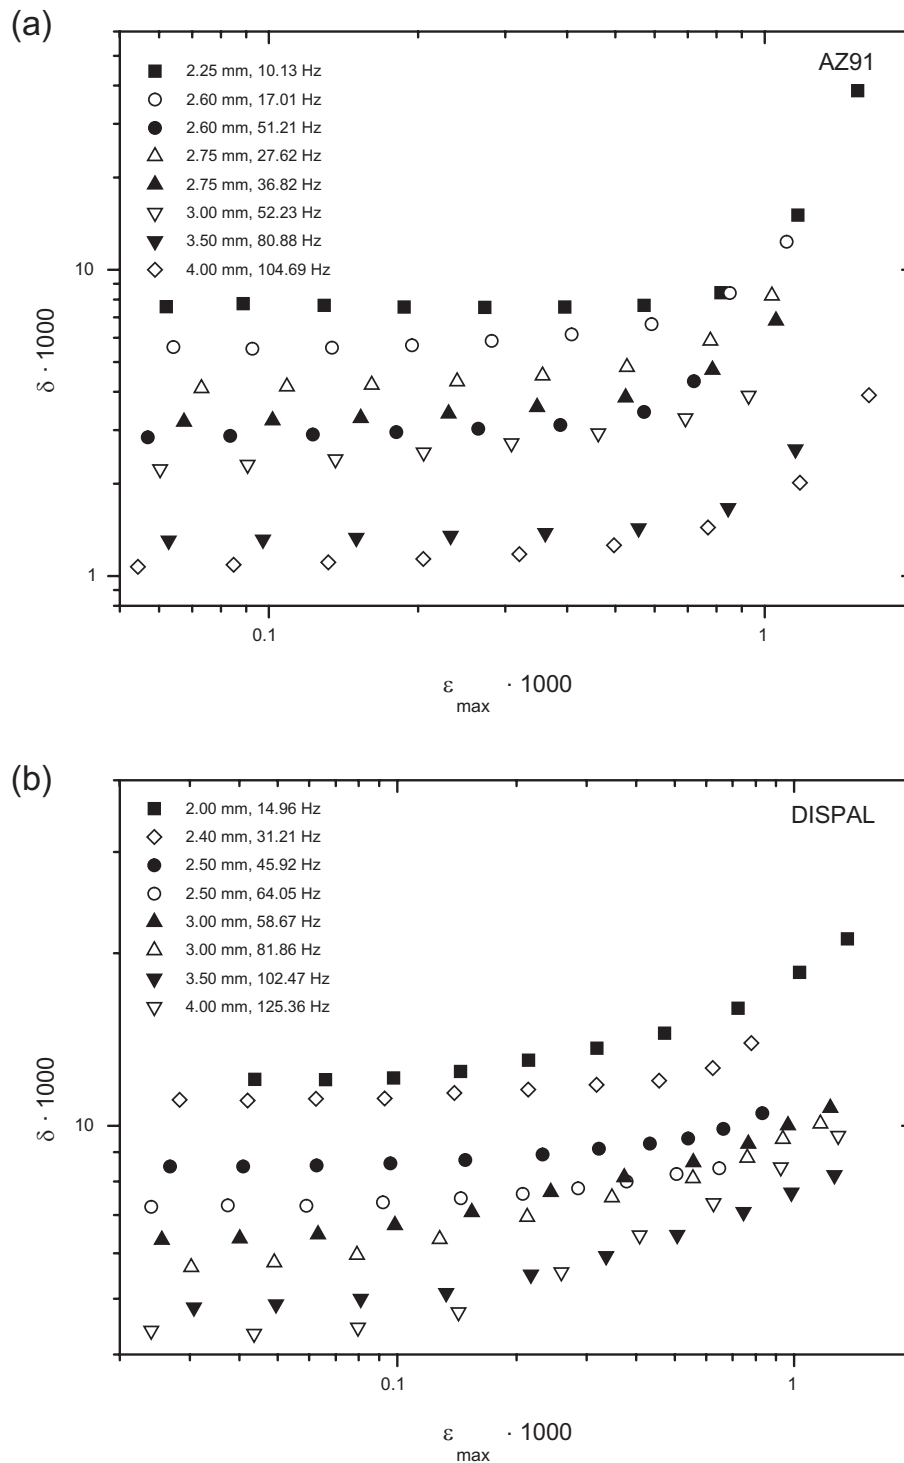 (a)
AZ91
2.25 mm, 10.13 Hz
2.60 mm, 17.01 Hz
2.60 mm, 51.21 Hz
2.75 mm, 27.62 Hz
2.75 mm, 36.82 Hz
3.00 mm, 52.23 Hz
3.50 mm, 80.88 Hz
4.00 mm, 104.69 Hz
10
1
δ · 1000
0.1
1
ε_max · 1000
(b)
DISPAL
2.00 mm, 14.96 Hz
2.40 mm, 31.21 Hz
2.50 mm, 45.92 Hz
2.50 mm, 64.05 Hz
3.00 mm, 58.67 Hz
3.00 mm, 81.86 Hz
3.50 mm, 102.47 Hz
4.00 mm, 125.36 Hz
10
δ · 1000
0.1
1
ε_max · 1000